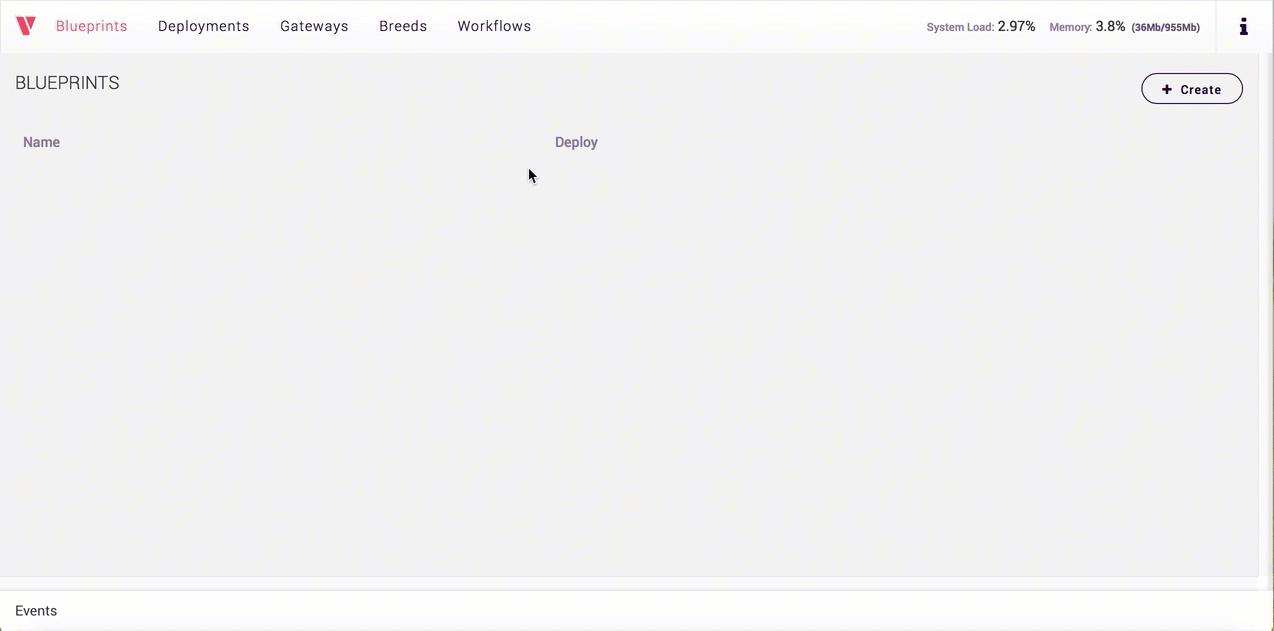 Blueprints Deployments Gateways Breeds Workflows System Load: 2.97% Memory: 3.8% (36Mb/955Mb)
BLUEPRINTS
+ Create
Name Deploy
Events